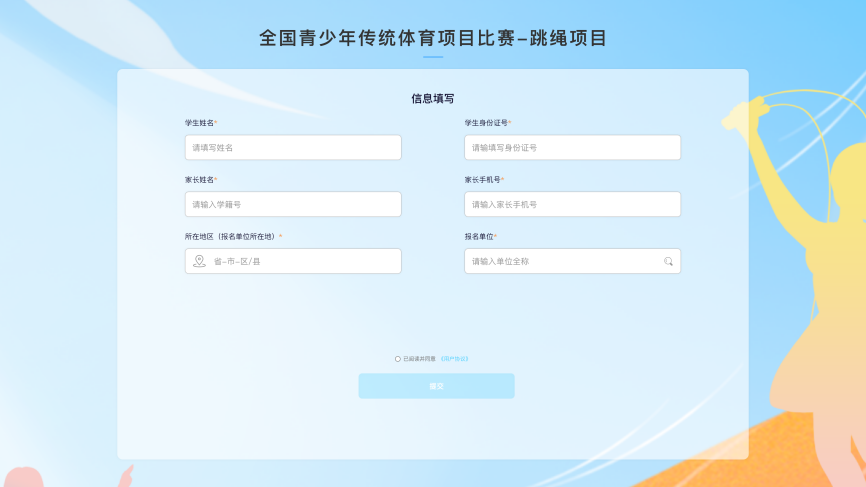 全国青少年传统体育项目比赛-跳绳项目
信息填写
学生姓名*
学生身份证号*
请填写姓名
请输填写身份证号
家长姓名*
家长手机号*
请输入学籍号
请输入家长手机号
所在地区（报名单位所在地）*
报名单位*
省-市-区/县
请输入单位全称
已阅读并同意 《用户协议》
提交